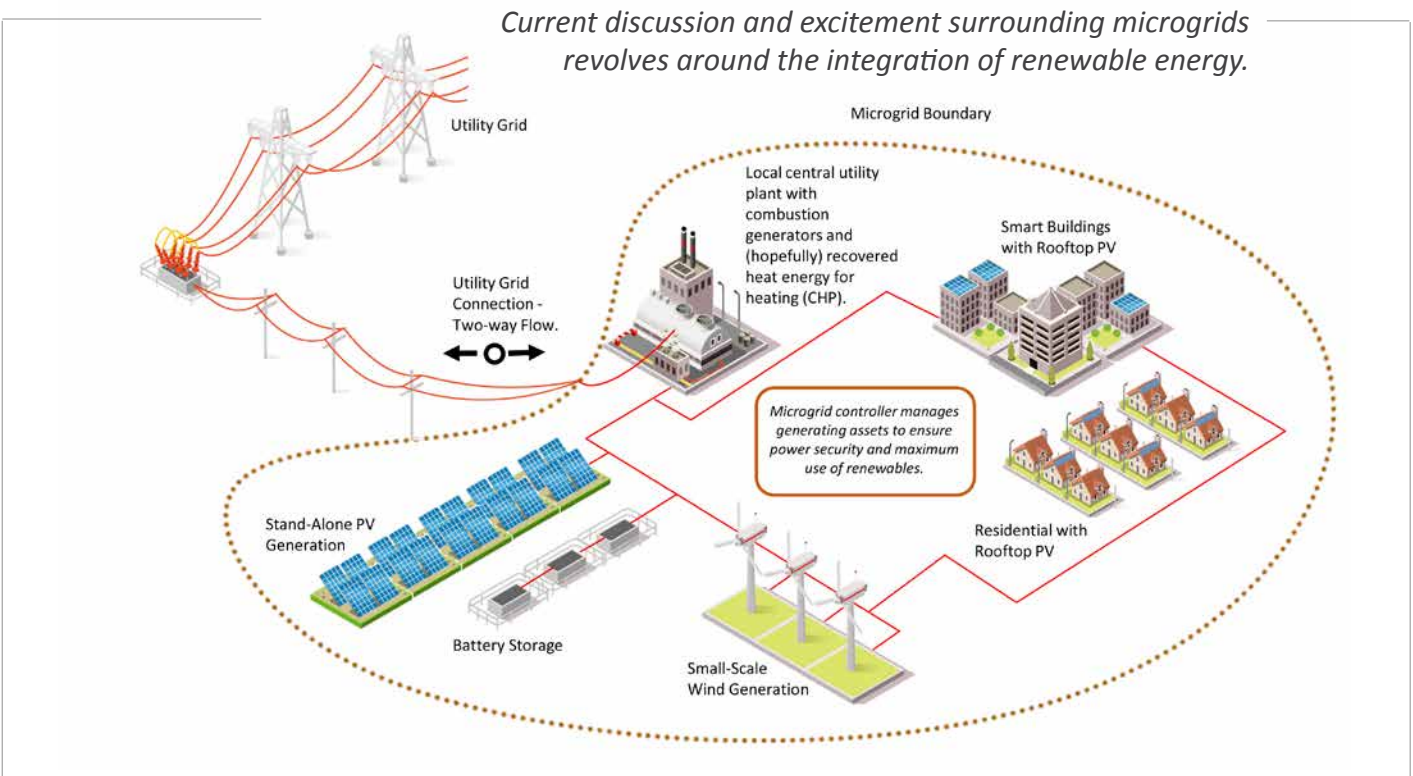 Current discussion and excitement surrounding microgrids
revolves around the integration of renewable energy.
Utility Grid
Microgrid Boundary
Local central utility
plant with
combustion
generators and
(hopefully) recovered
heat energy for
heating (CHP).
Smart Buildings
with Rooftop PV
Utility Grid
Connection -
Two-way Flow.
Microgrid controller manages
generating assets to ensure
power security and maximum
use of renewables.
Stand-Alone PV
Generation
Residential with
Rooftop PV
Battery Storage
Small-Scale
Wind Generation